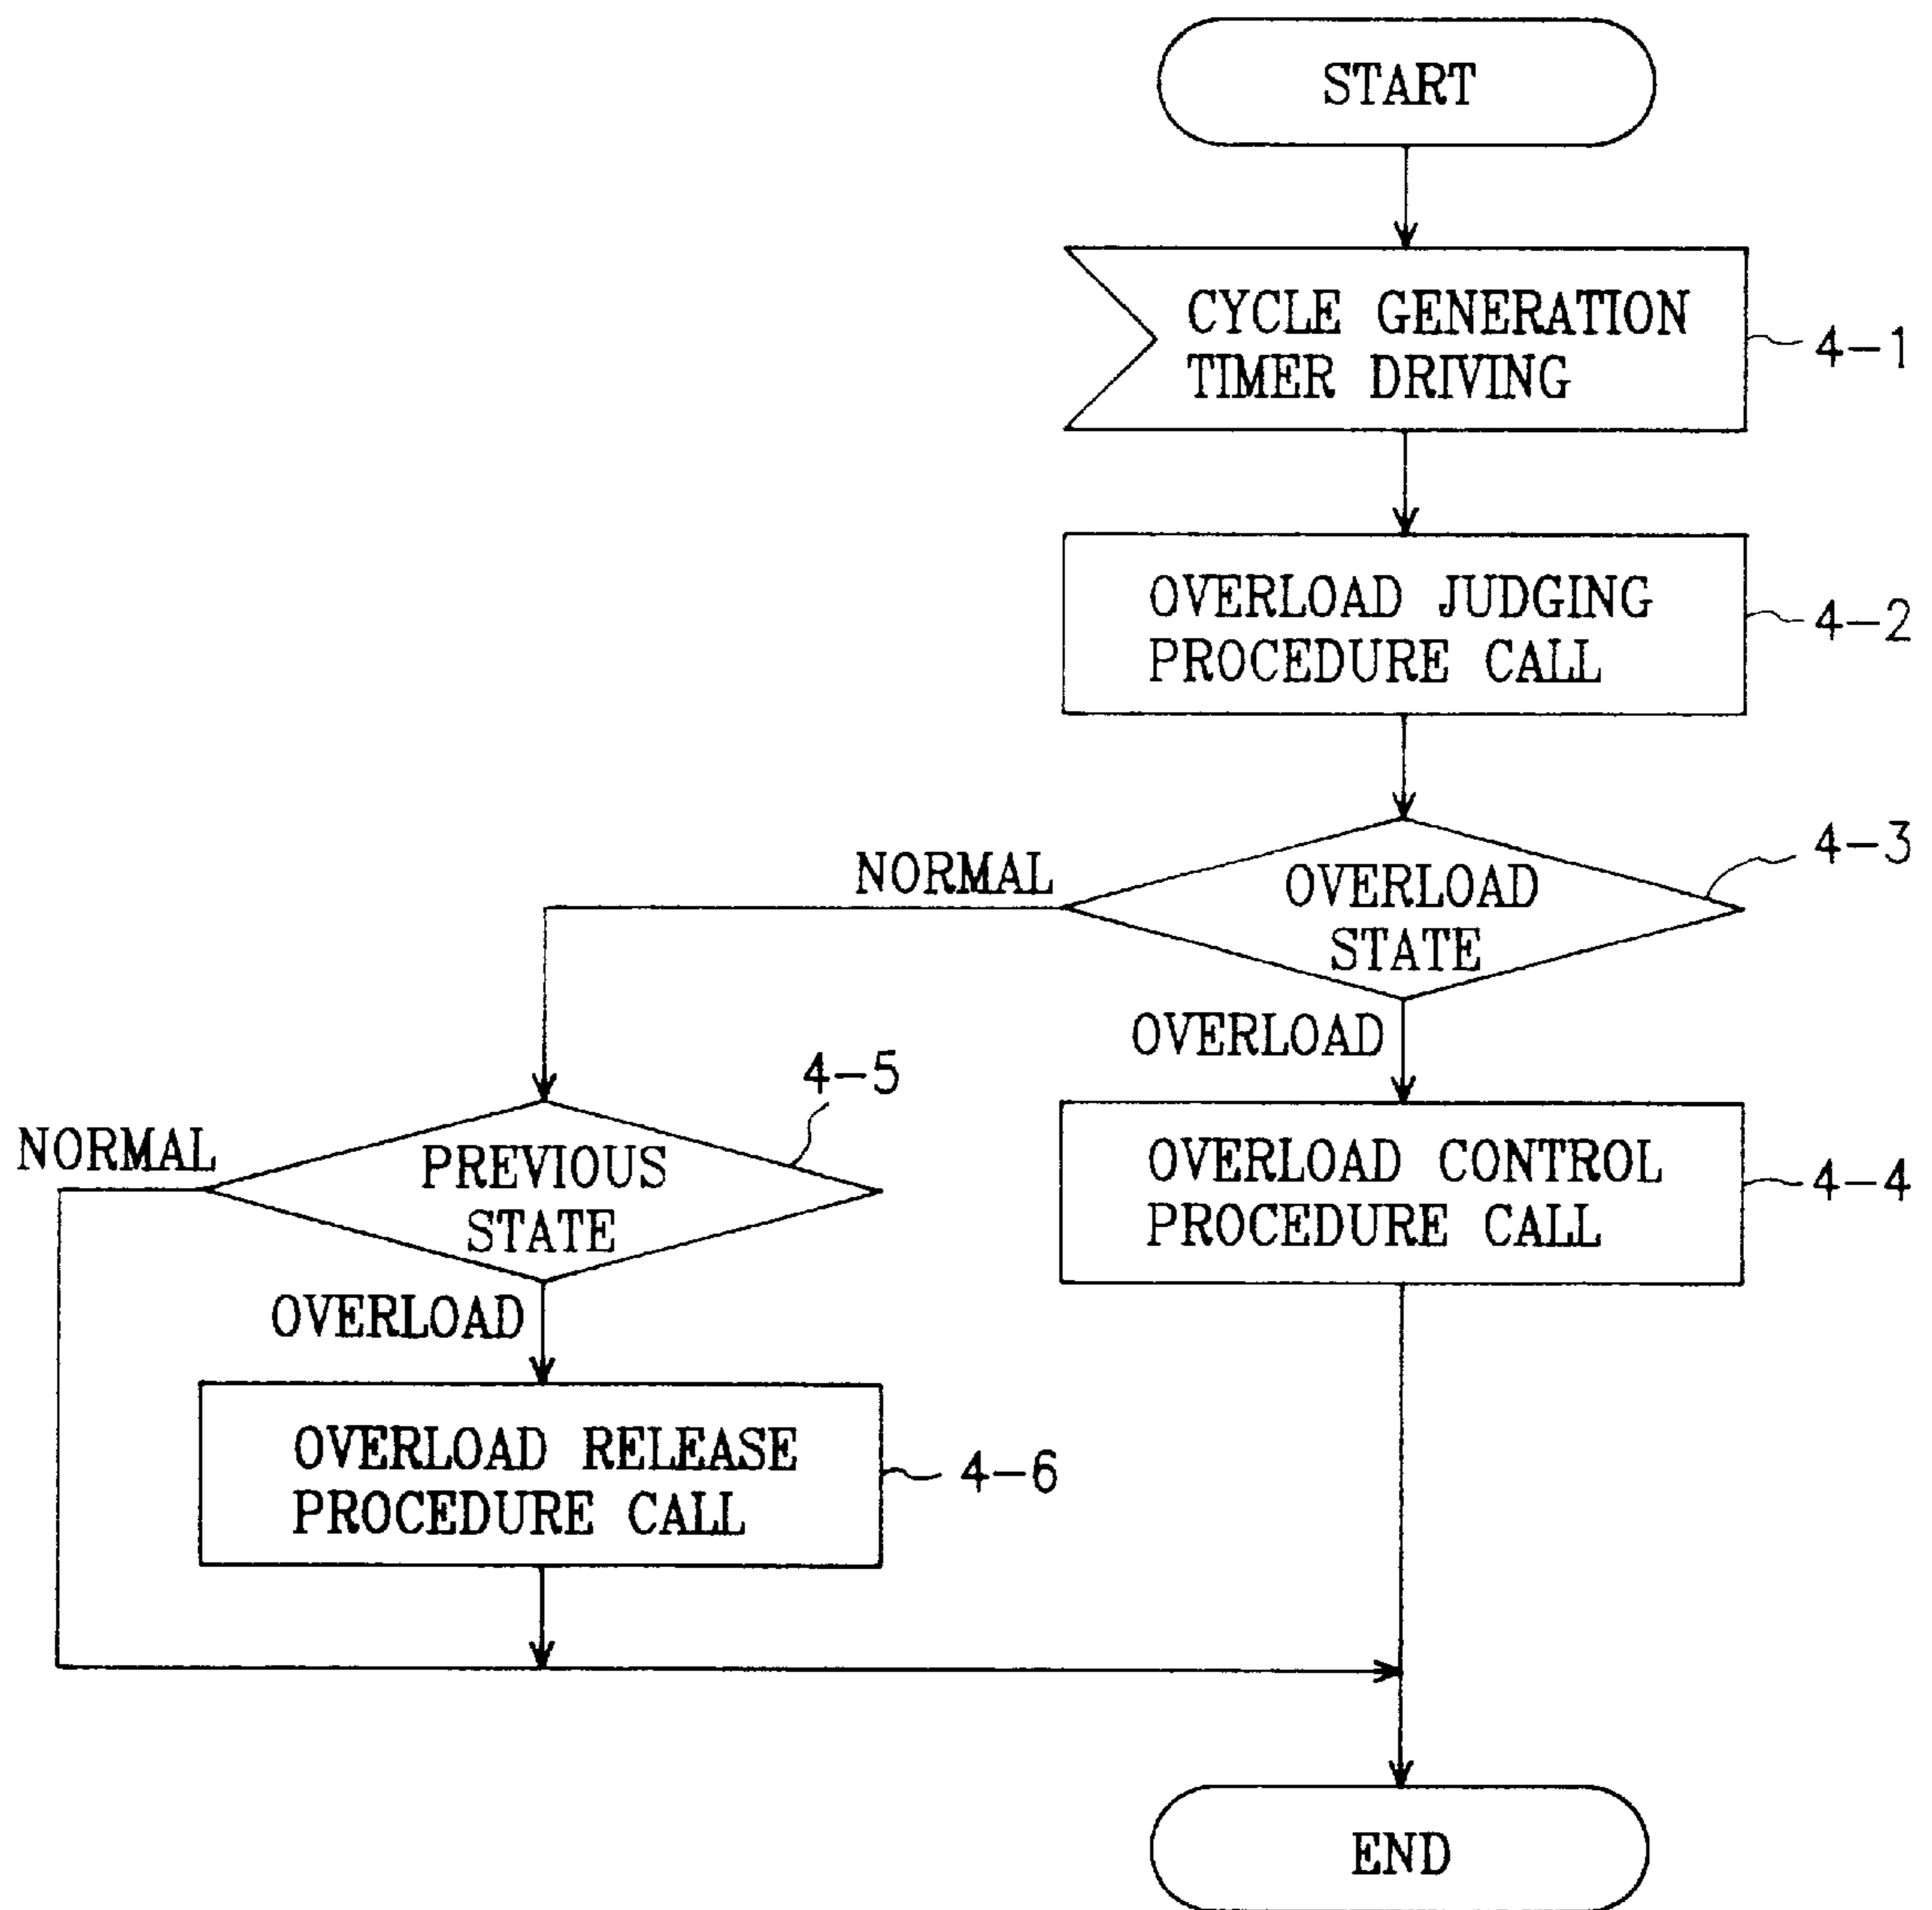 START
CYCLE GENERATION
TIMER DRIVING
4-1
OVERLOAD JUDGING
PROCEDURE CALL
4-2
OVERLOAD
STATE
4-3
NORMAL
OVERLOAD
OVERLOAD CONTROL
PROCEDURE CALL
4-4
PREVIOUS
STATE
4-5
NORMAL
OVERLOAD
OVERLOAD RELEASE
PROCEDURE CALL
4-6
END